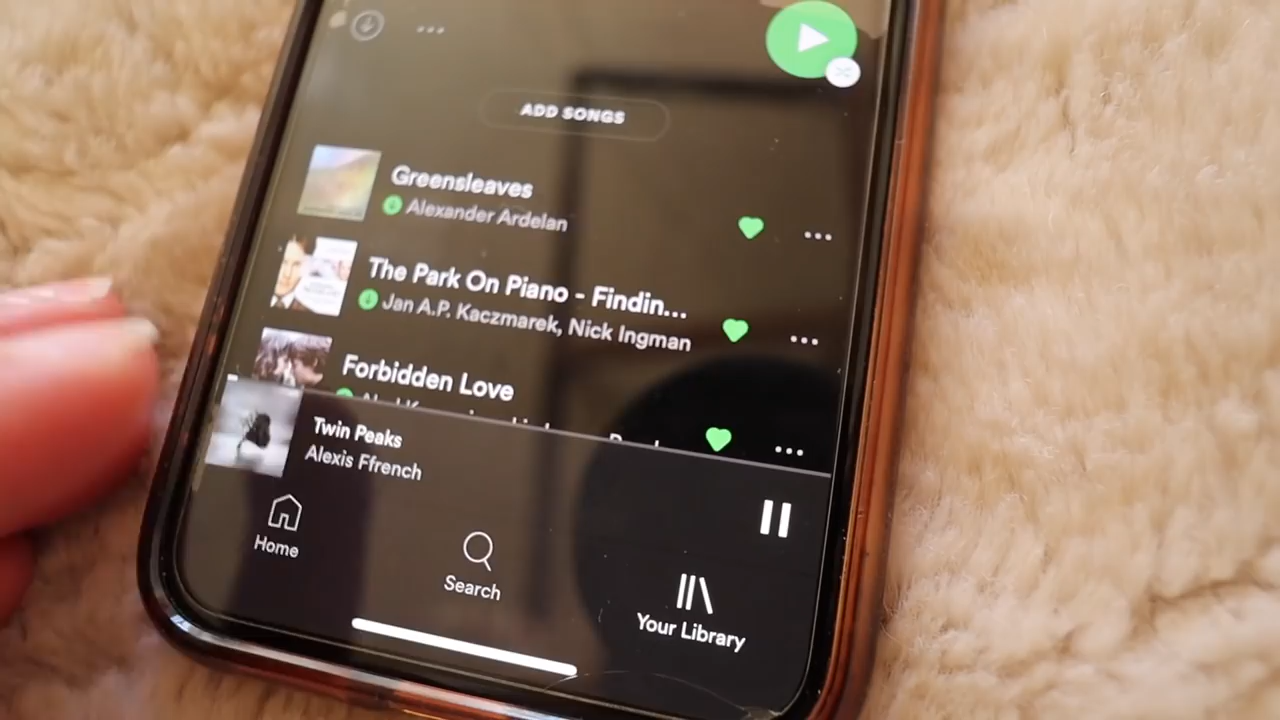 ADD SONGS
Greensleaves
Alexander Ardelan
The Park On Piano - Findin...
Jan A.P. Kaczmarek, Nick Ingman
Forbidden Love
Twin Peaks
Alexis Ffrench
Home
Search
Your Library